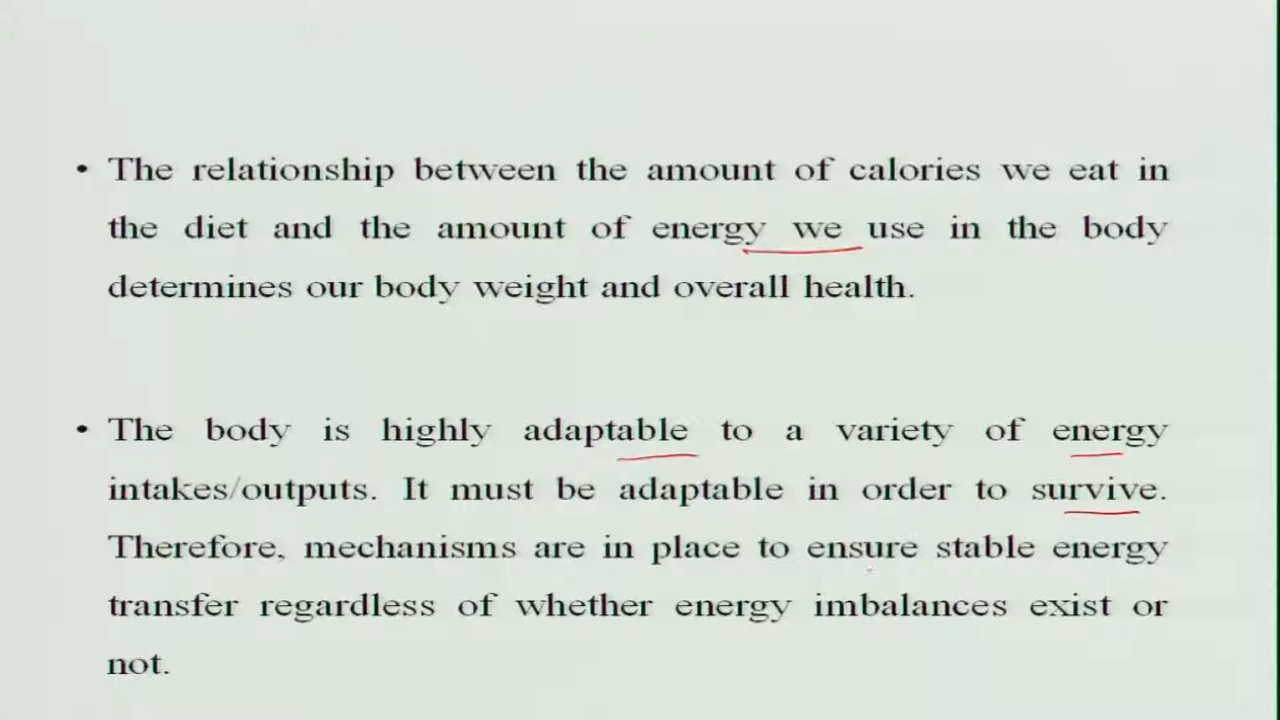 • The relationship between the amount of calories we eat in
the diet and the amount of energy we use in the body
determines our body weight and overall health.
• The body is highly adaptable to a variety of energy
intakes/outputs. It must be adaptable in order to survive.
Therefore, mechanisms are in place to ensure stable energy
transfer regardless of whether energy imbalances exist or
not.